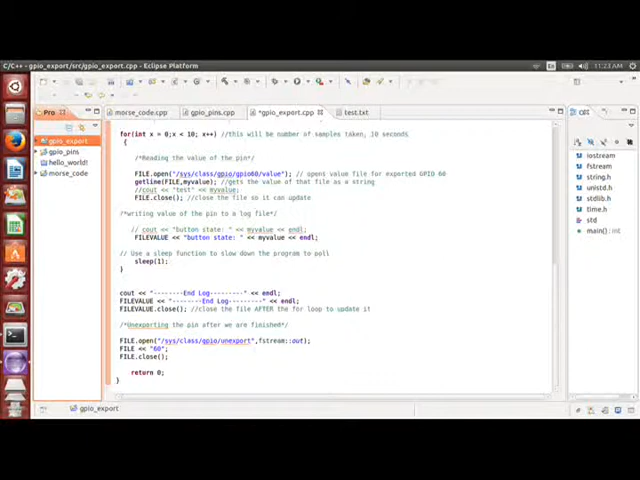 C/C++ - gpio_export/src/gpio_export.cpp - Eclipse Platform
En
11:23 AM
Pro
morse_code.cpp
gpio_pins.cpp
*gpio_export.cpp
test.txt
gpio_export
gpio_pins
hello_world!
morse_code
for(int x = 0;x < 10; x++) //this will be number of samples taken, 10 seconds
{
/*Reading the value of the pin*/
FILE.open("/sys/class/gpio/gpio60/value"); // opens value file for exported GPIO 60
getline(FILE,myvalue); //gets the value of that file as a string
//cout << "test" << myvalue;
FILE.close(); //close the file so it can update
/*writing value of the pin to a log file*/
// cout << "button state: " << myvalue << endl;
FILEVALUE << "button state: " << myvalue << endl;
// Use a sleep function to slow down the program to poll
sleep(1);
}
cout << "--------End Log---------" << endl;
FILEVALUE << "--------End Log---------" << endl;
FILEVALUE.close(); //close the file AFTER the for loop to update it
/*Unexporting the pin after we are finished*/
FILE.open("/sys/class/gpio/unexport",fstream::out);
FILE << "60";
FILE.close();
return 0;
}
iostream
fstream
string.h
unistd.h
stdlib.h
time.h
std
main() : int
gpio_export